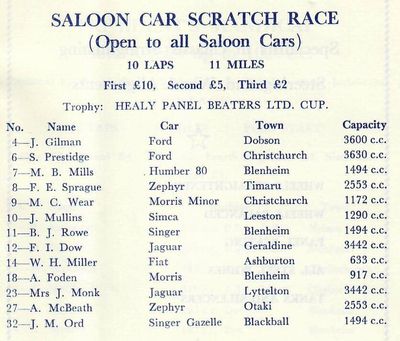 SALOON CAR SCRATCH RACE
(Open to all Saloon Cars)
10 LAPS 11 MILES
First £10, Second £5, Third £2
Trophy: HEALY PANEL BEATERS LTD. CUP.
No. Name Car Town Capacity
4—J. Gilman Ford Dobson 3600 c.c.
6—S. Prestidge Ford Christchurch 3630 c.c.
7—M. B. Mills Humber 80 Blenheim 1494 c.c.
8—F. E. Sprague Zephyr Timaru 2553 c.c.
9—M. C. Wear Morris Minor Christchurch 1172 c.c.
10—J. Mullins Simca Leeston 1290 c.c.
11—B. J. Rowe Singer Blenheim 1494 c.c.
12—F. I. Dow Jaguar Geraldine 3442 c.c.
14—W. H. Miller Fiat Ashburton 633 c.c.
18—A. Foden Morris Blenheim 917 c.c.
23—Mrs J. Monk Jaguar Lyttelton 3442 c.c.
27—A. McBeath Zephyr Otaki 2553 c.c.
32—J. M. Ord Singer Gazelle Blackball 1494 c.c.